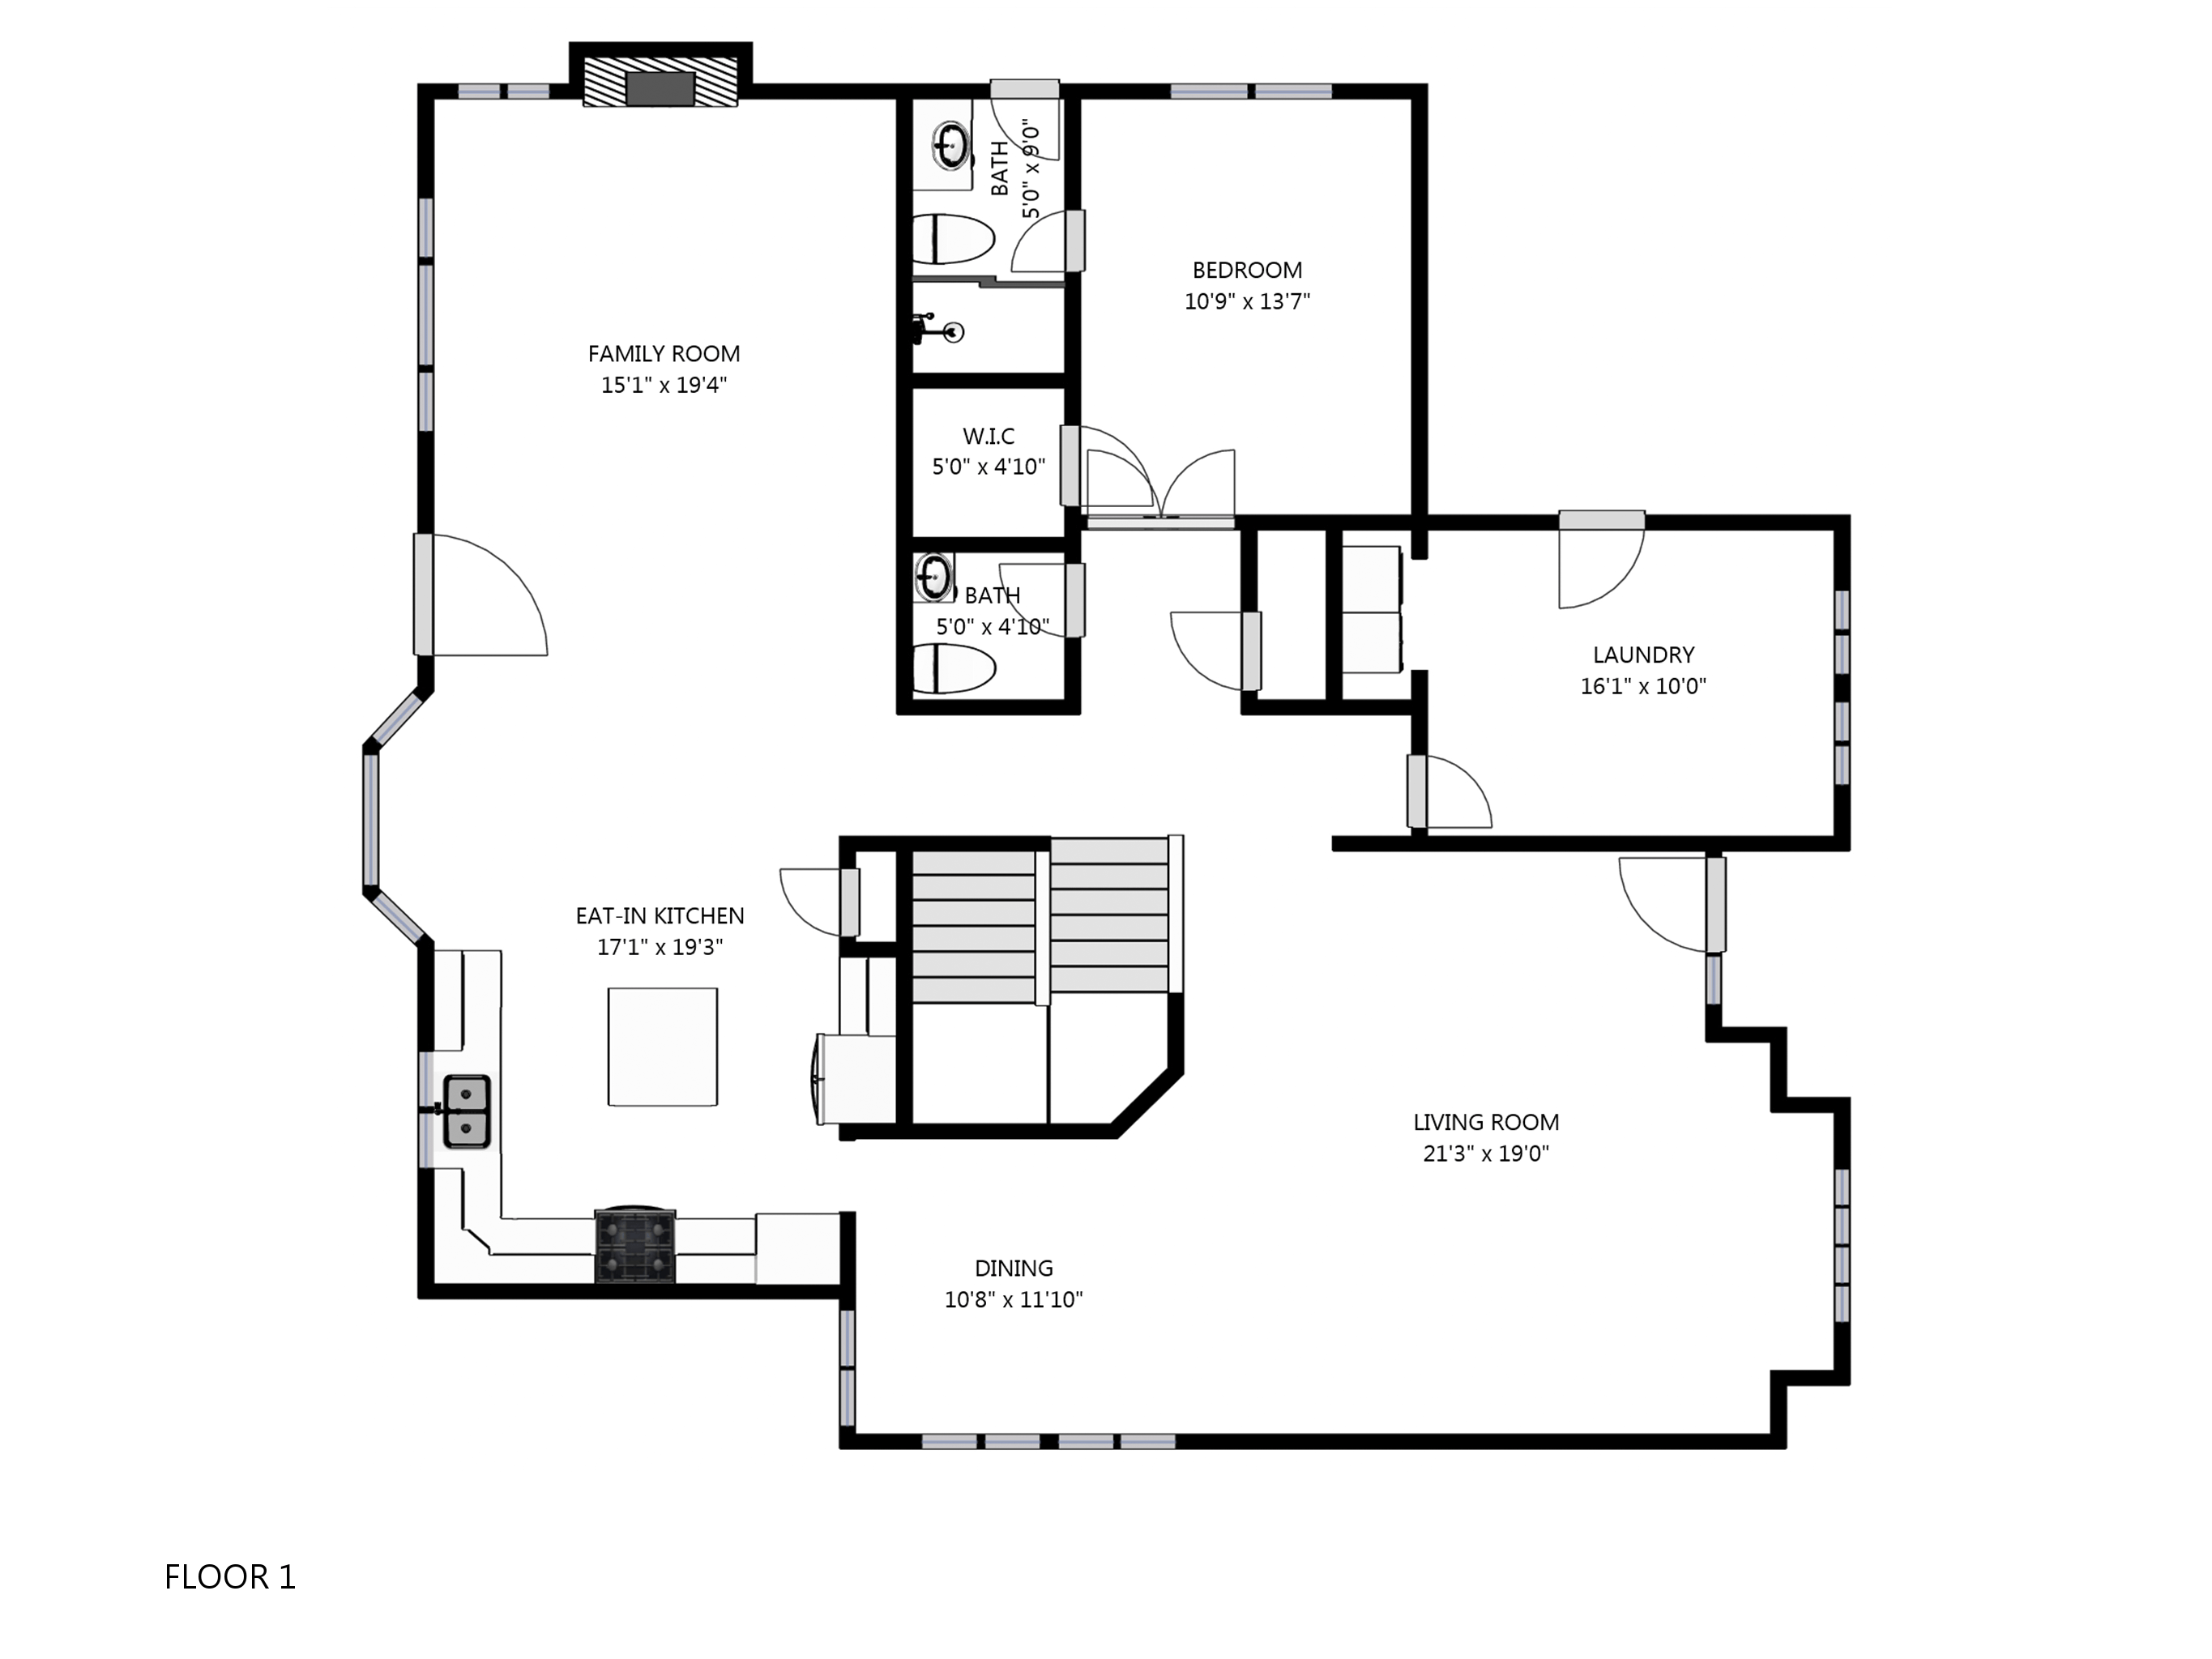 BATH
5'0" x 9'0"
BEDROOM
10'9" x 13'7"
FAMILY ROOM
15'1" x 19'4"
W.I.C
5'0" x 4'10"
BATH
5'0" x 4'10"
LAUNDRY
16'1" x 10'0"
EAT-IN KITCHEN
17'1" x 19'3"
LIVING ROOM
21'3" x 19'0"
DINING
10'8" x 11'10"
FLOOR 1